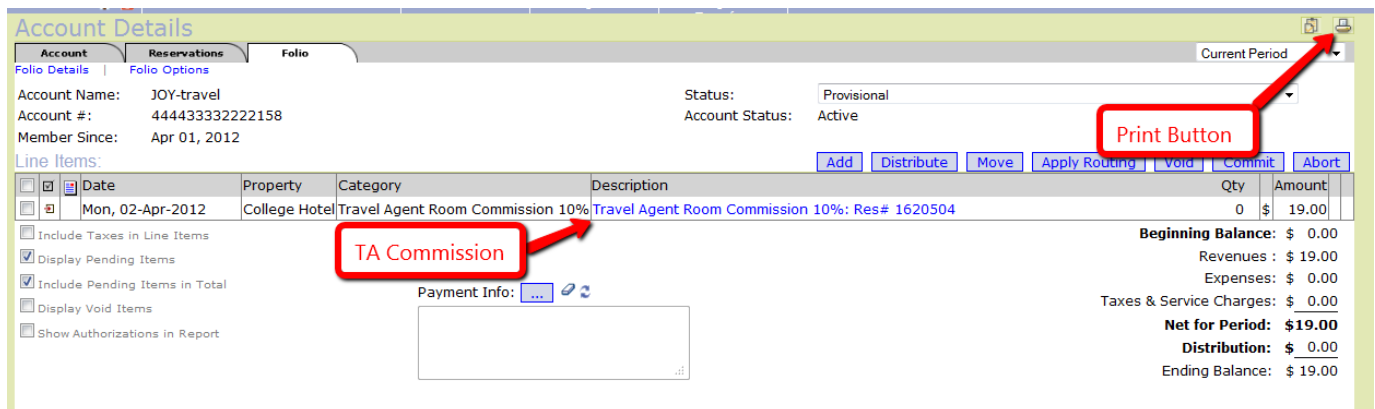 Account Details
Account Reservations Folio Current Period
Folio Details | Folio Options
Account Name: JOY-travel Status: Provisional
Account #: 444433332222158 Account Status: Active
Member Since: Apr 01, 2012
Print Button
Line Items: Add Distribute Move Apply Routing Void Commit Abort
Date Property Category Description Qty Amount
Mon, 02-Apr-2012 College Hotel Travel Agent Room Commission 10% Travel Agent Room Commission 10%: Res# 1620504 0 $ 19.00
Include Taxes in Line Items Beginning Balance: $ 0.00
TA Commission
Display Pending Items Revenues : $ 19.00
Include Pending Items in Total Expenses: $ 0.00
Payment Info: ...
Display Void Items Taxes & Service Charges: $ 0.00
Show Authorizations in Report Net for Period: $19.00
Distribution: $ 0.00
Ending Balance: $ 19.00